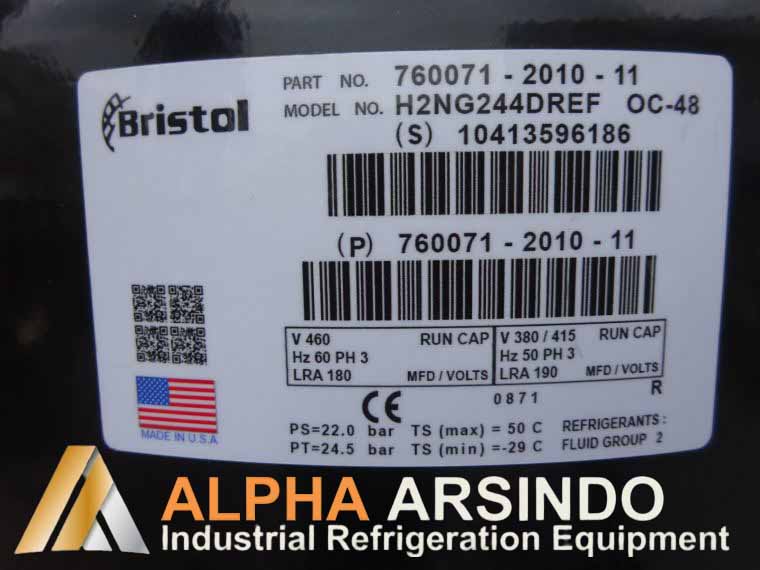 Bristol
PART NO. 760071 - 2010 - 11
MODEL NO. H2NG244DREF OC-48
(S) 10413596186
(P) 760071 - 2010 - 11
V 460 RUN CAP
Hz 60 PH 3
LRA 180 MFD / VOLTS
V 380 / 415 RUN CAP
Hz 50 PH 3
LRA 190 MFD / VOLTS
MADE IN U.S.A
CE
0871
R
PS=22.0 bar TS (max) = 50 C
PT=24.5 bar TS (min) =-29 C
REFRIGERANTS :
FLUID GROUP 2
ALPHA ARSINDO
Industrial Refrigeration Equipment